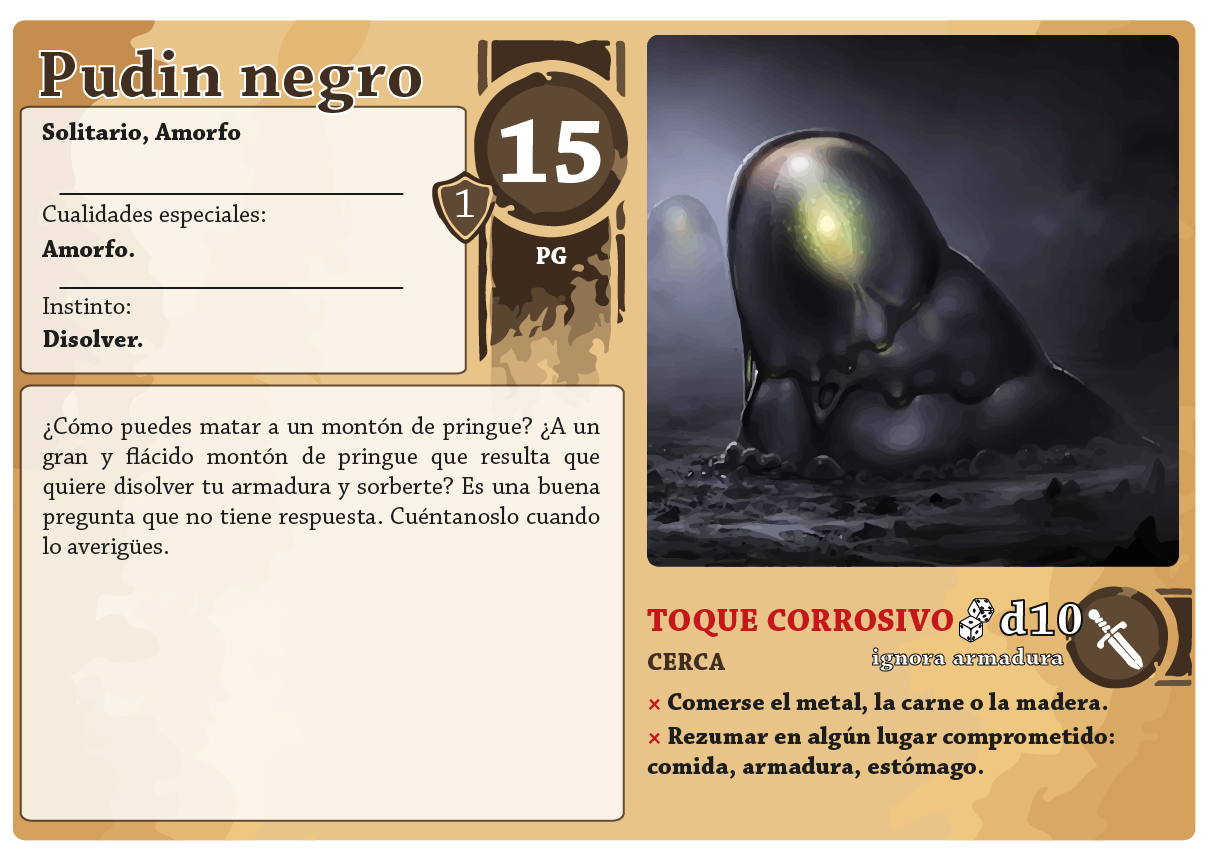 Pudin negro
Solitario, Amorfo
Cualidades especiales:
Amorfo.
Instinto:
Disolver.
15
1
PG
¿Cómo puedes matar a un montón de pringue? ¿A un
gran y flácido montón de pringue que resulta que
quiere disolver tu armadura y sorberte? Es una buena
pregunta que no tiene respuesta. Cuéntanoslo cuando
lo averigües.
TOQUE CORROSIVO d10
CERCA ignora armadura
× Comerse el metal, la carne o la madera.
× Rezumar en algún lugar comprometido:
comida, armadura, estómago.